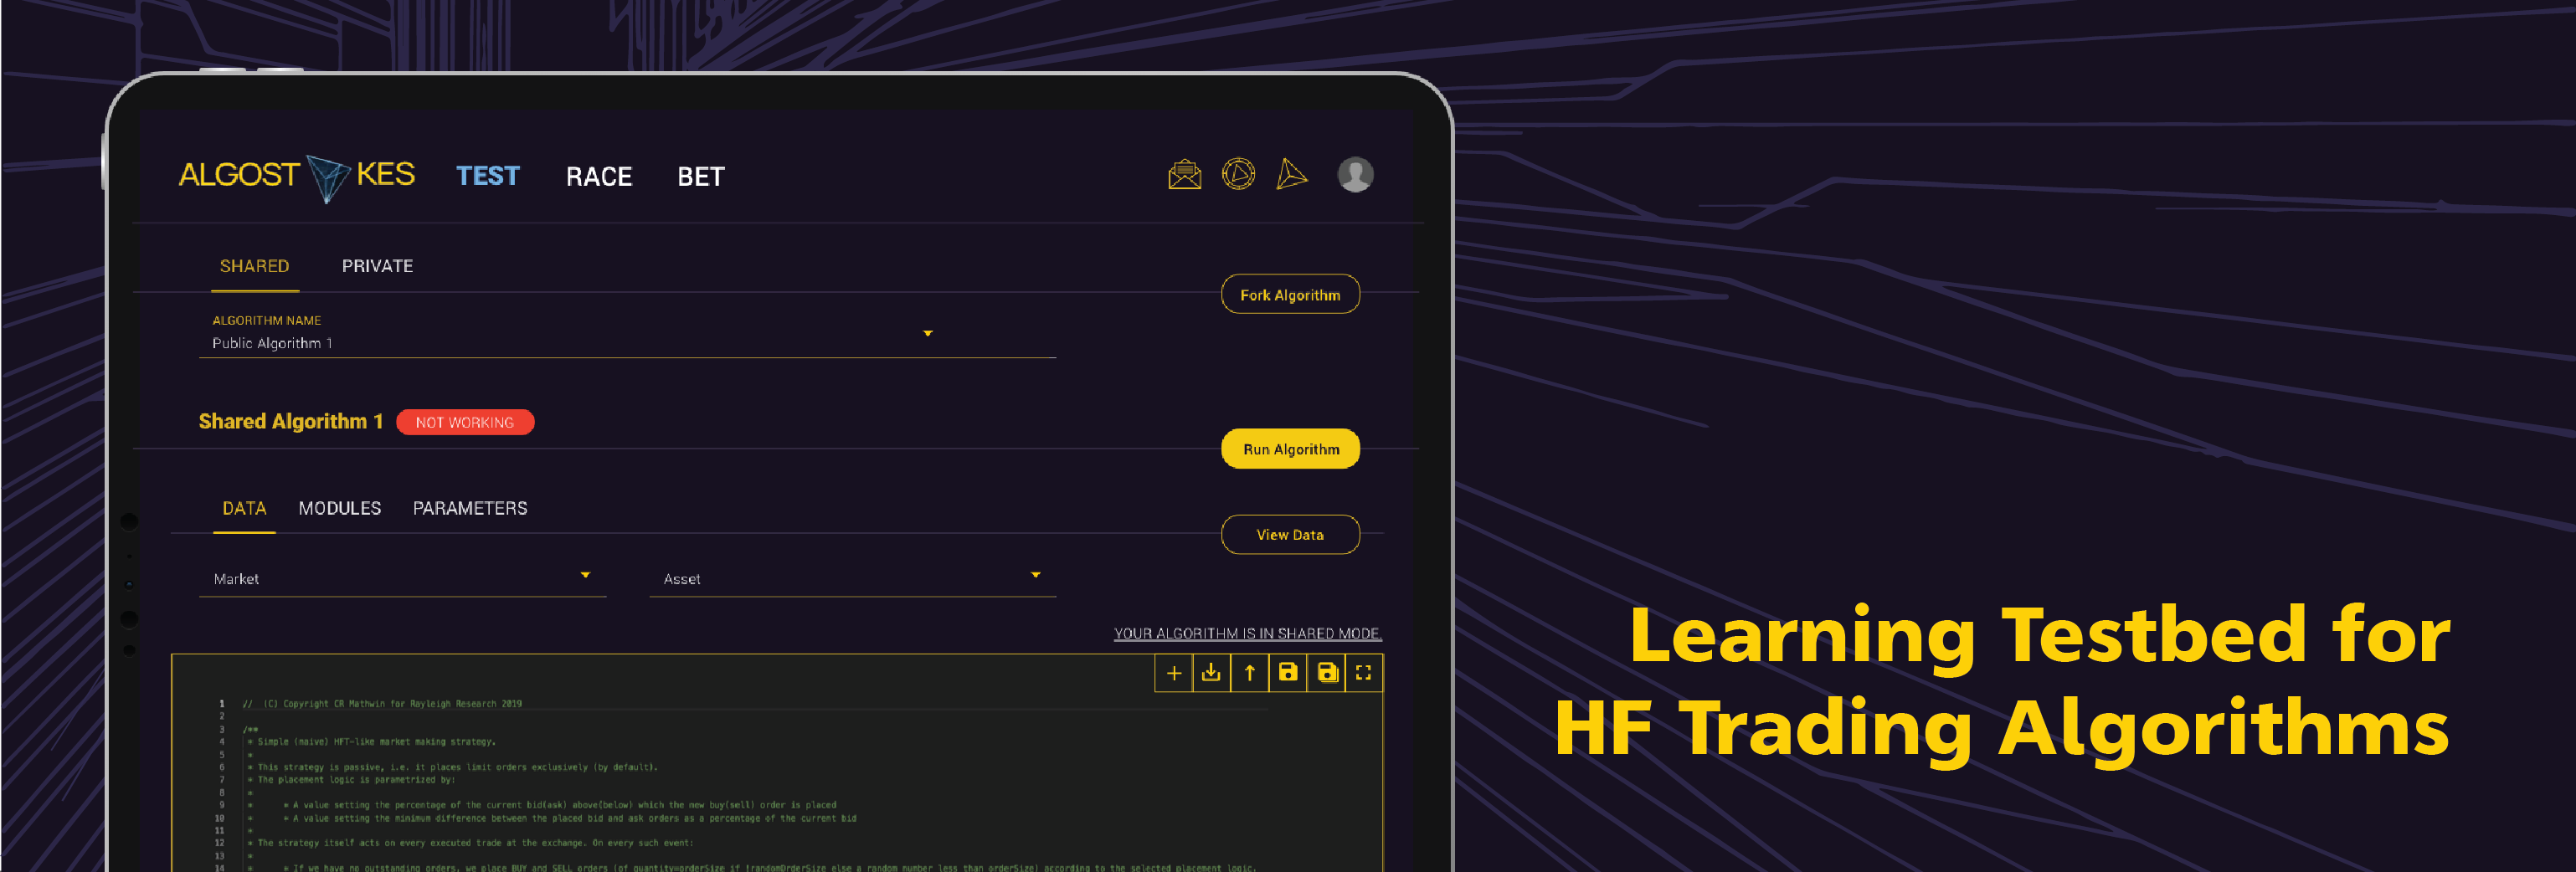 ALGOST KES TEST RACE BET
SHARED PRIVATE
Fork Algorithm
ALGORITHM NAME
Public Algorithm 1
Shared Algorithm 1 NOT WORKING
Run Algorithm
DATA MODULES PARAMETERS
View Data
Market Asset
YOUR ALGORITHM IS IN SHARED MODE.
1 // (C) Copyright CR Mathwin for Rayleigh Research 2019
2
3 /**
4 * Simple (naive) HFT-like market making strategy.
5 *
6 * This strategy is passive, i.e. it places limit orders exclusively (by default).
7 * The placement logic is parametrized by:
8 *
9 * * A value setting the percentage of the current bid(ask) above(below) which the new buy(sell) order is placed
10 * * A value setting the minimum difference between the placed bid and ask orders as a percentage of the current bid
11 *
12 * The strategy itself acts on every executed trade at the exchange. On every such event:
13 *
14 * * If we have no outstanding orders, we place BUY and SELL orders (of quantity=orderSize if !randomOrderSize else a random number less than orderSize) according to the selected placement logic.
Learning Testbed for
HF Trading Algorithms